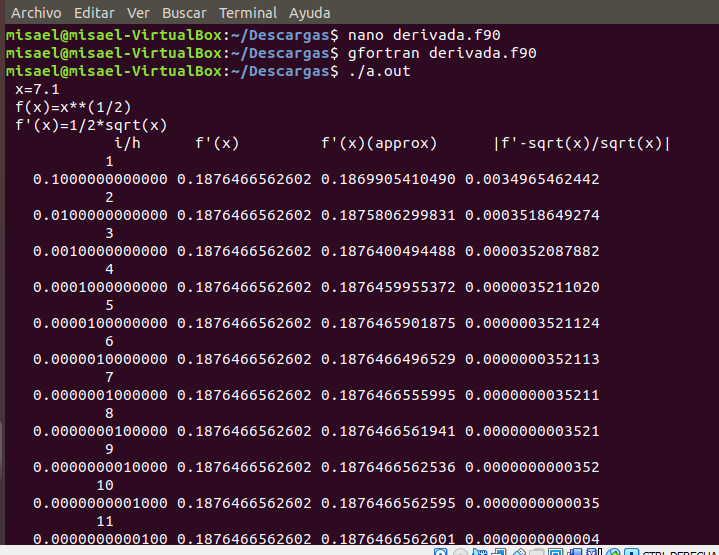 Archivo Editar Ver Buscar Terminal Ayuda
misael@misael-VirtualBox:~/Descargas$ nano derivada.f90
misael@misael-VirtualBox:~/Descargas$ gfortran derivada.f90
misael@misael-VirtualBox:~/Descargas$ ./a.out
x=7.1
f(x)=x**(1/2)
f'(x)=1/2*sqrt(x)
i/h f'(x) f'(x)(approx) |f'-sqrt(x)/sqrt(x)|
1
0.1000000000000 0.1876466562602 0.1869905410490 0.0034965462442
2
0.0100000000000 0.1876466562602 0.1875806299831 0.0003518649274
3
0.0010000000000 0.1876466562602 0.1876400494488 0.0000352087882
4
0.0001000000000 0.1876466562602 0.1876459955372 0.0000035211020
5
0.0000100000000 0.1876466562602 0.1876465901875 0.0000003521124
6
0.0000010000000 0.1876466562602 0.1876466496529 0.0000000352113
7
0.0000001000000 0.1876466562602 0.1876466555995 0.0000000035211
8
0.0000000100000 0.1876466562602 0.1876466561941 0.0000000003521
9
0.0000000010000 0.1876466562602 0.1876466562536 0.0000000000352
10
0.0000000001000 0.1876466562602 0.1876466562595 0.0000000000035
11
0.0000000000100 0.1876466562602 0.1876466562601 0.0000000000004